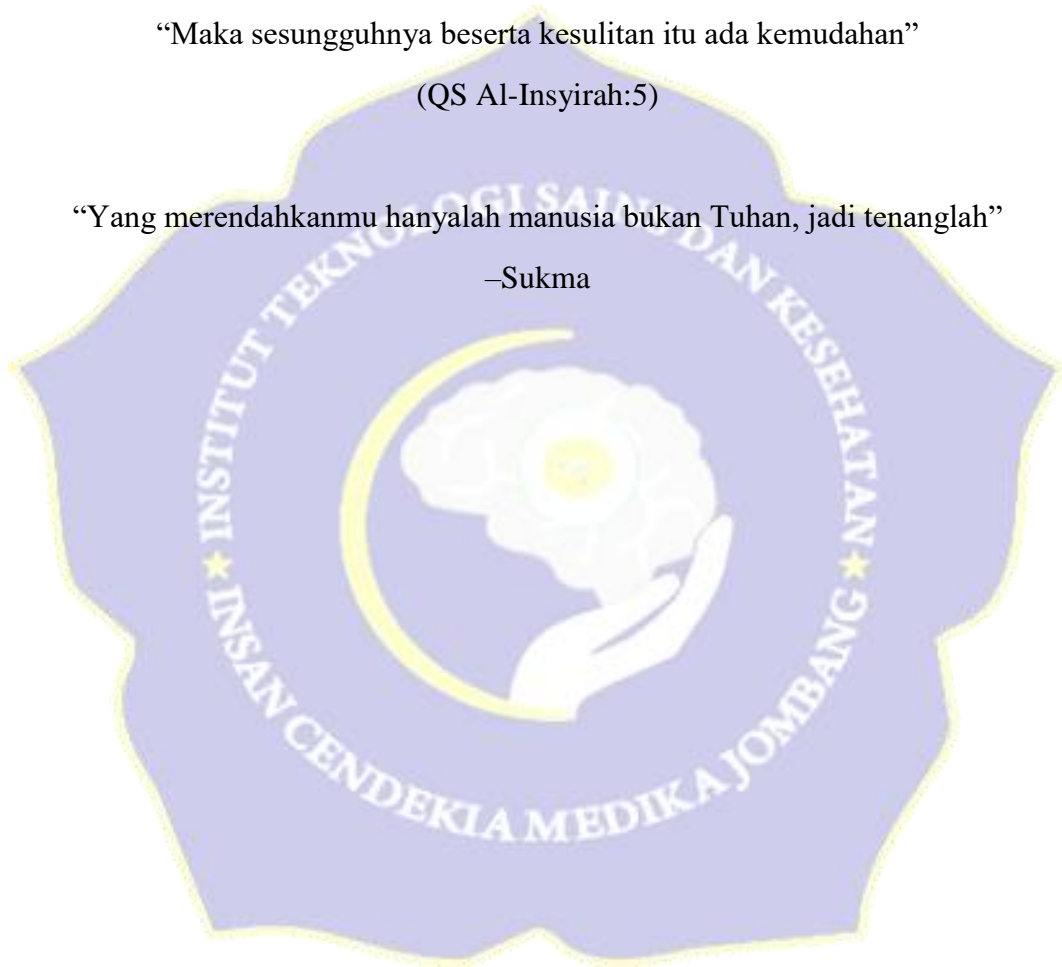 “Maka sesungguhnya beserta kesulitan itu ada kemudahan”
(QS Al-Insyirah:5)
“Yang merendahkanmu hanyalah manusia bukan Tuhan, jadi tenanglah”
–Sukma
INSTITUT TEKNOLOGI SAINS DAN KESEHATAN
INSAN CENDEKIA MEDIKA JOMBANG